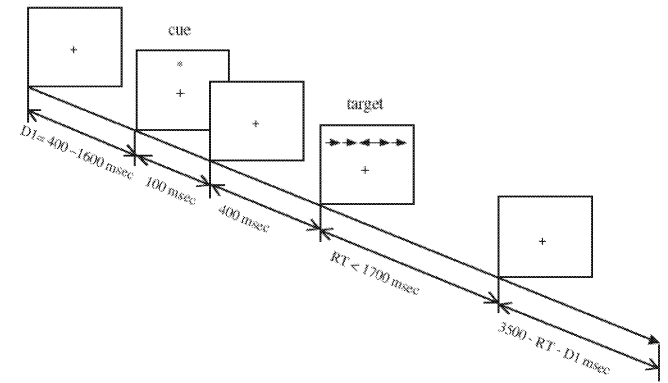 cue
target
D1= 400–1600 msec
100 msec
400 msec
RT < 1700 msec
3500 - RT - D1 msec